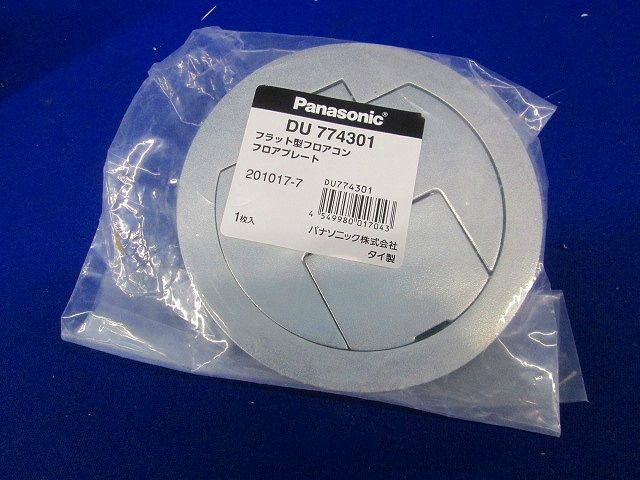 Panasonic®
DU 774301
フラット型フロアコン
フロアプレート
201017-7
DU774301
4 549980 017043
1枚入
パナソニック株式会社
タイ製